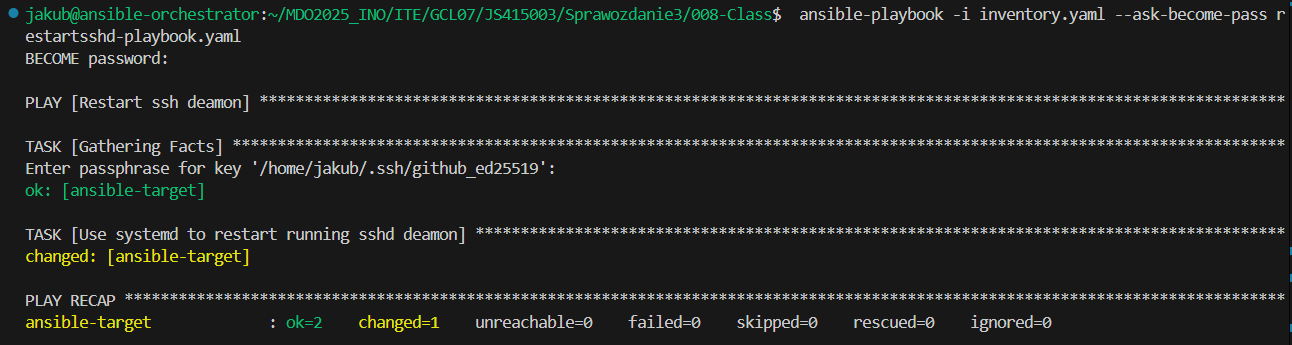 jakub@ansible-orchestrator:~/MDO2025_INO/ITE/GCL07/JS415003/Sprawozdanie3/008-Class$  ansible-playbook -i inventory.yaml --ask-become-pass r
estartsshd-playbook.yaml
BECOME password:
PLAY [Restart ssh deamon] ******************************************************************************************************************
TASK [Gathering Facts] *********************************************************************************************************************
Enter passphrase for key '/home/jakub/.ssh/github_ed25519':
ok: [ansible-target]
TASK [Use systemd to restart running sshd deamon] ******************************************************************************************
changed: [ansible-target]
PLAY RECAP *********************************************************************************************************************************
ansible-target             : ok=2    changed=1    unreachable=0    failed=0    skipped=0    rescued=0    ignored=0